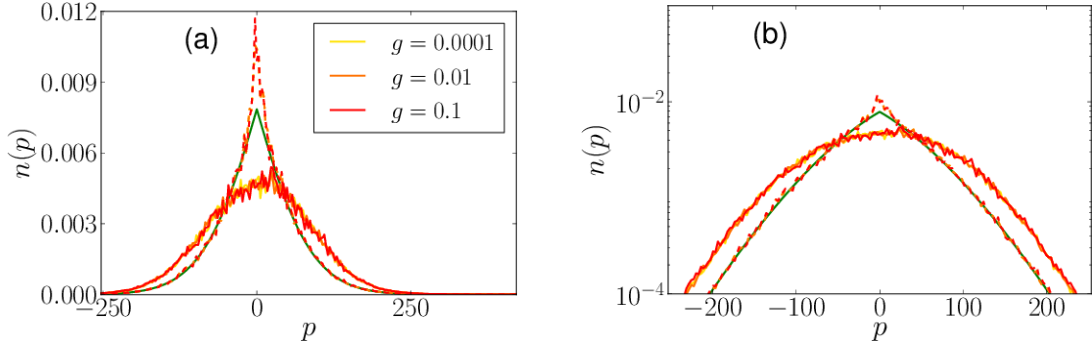 0.012
(a)
g = 0.0001
g = 0.01
g = 0.1
0.009
0.006
0.003
0.000
−250
0
250
n(p)
p
(b)
10⁻²
10⁻⁴
−200
−100
0
100
200
n(p)
p